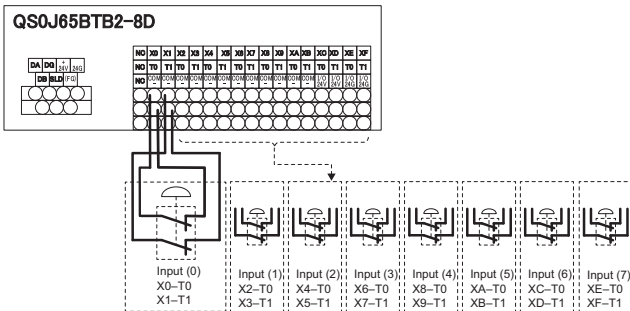 QS0J65BTB2-8D
NC X0 X1 X2 X3 X4 X5 X6 X7 X8 X9 XA XB XC XD XE XF
NC T0 T1 T0 T1 T0 T1 T0 T1 T0 T1 T0 T1 T0 T1 T0 T1
NC COM- COM- COM- COM- COM- COM- COM- COM- COM- COM- COM- COM- I/O 24V I/O 24V I/O 24G I/O 24G
DA DG +24V 24G
DB SLD (FG)
Input (0)
X0–T0
X1–T1
Input (1)
X2–T0
X3–T1
Input (2)
X4–T0
X5–T1
Input (3)
X6–T0
X7–T1
Input (4)
X8–T0
X9–T1
Input (5)
XA–T0
XB–T1
Input (6)
XC–T0
XD–T1
Input (7)
XE–T0
XF–T1